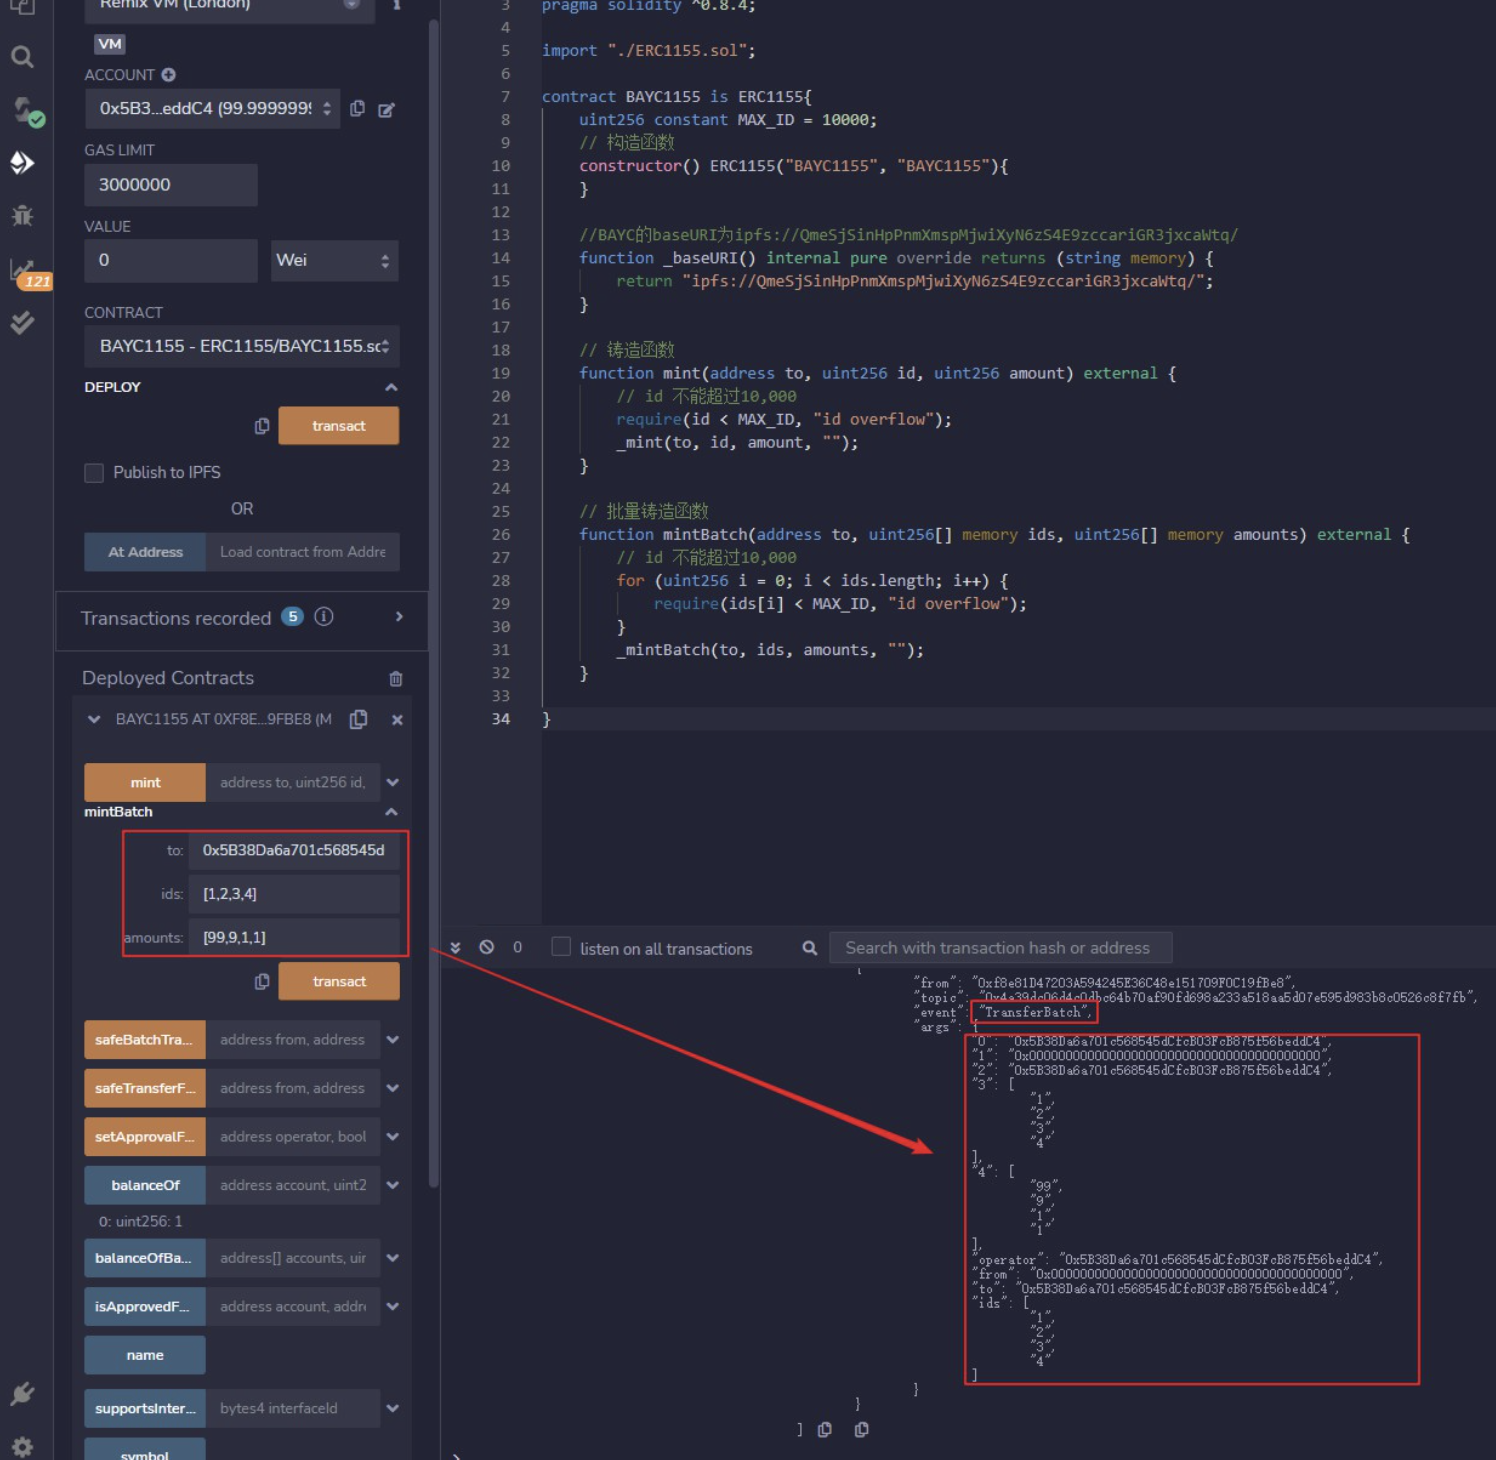 Remix VM (London)
VM
ACCOUNT
0x5B3...eddC4 (99.9999999
GAS LIMIT
3000000
VALUE
0
Wei
CONTRACT
BAYC1155 - ERC1155/BAYC1155.sc
DEPLOY
transact
Publish to IPFS
OR
At Address
Load contract from Addre
Transactions recorded 5
Deployed Contracts
BAYC1155 AT 0XF8E...9FBE8 (M
mint
address to, uint256 id,
mintBatch
to: 0x5B38Da6a701c568545d
ids: [1,2,3,4]
amounts: [99,9,1,1]
transact
safeBatchTra...
address from, address
safeTransferF...
address from, address
setApprovalF...
address operator, bool
balanceOf
address account, uint2
0: uint256: 1
balanceOfBa...
address[] accounts, uir
isApprovedF...
address account, addre
name
supportsInter...
bytes4 interfaceId
symbol
121
3 pragma solidity ^0.8.4;
4
5 import "./ERC1155.sol";
6
7 contract BAYC1155 is ERC1155{
8 uint256 constant MAX_ID = 10000;
9 // 构造函数
10 constructor() ERC1155("BAYC1155", "BAYC1155"){
11 }
12
13 //BAYC的baseURI为ipfs://QmeSjSinHpPnmXmspMjwiXyN6zS4E9zccariGR3jxcaWtq/
14 function _baseURI() internal pure override returns (string memory) {
15 return "ipfs://QmeSjSinHpPnmXmspMjwiXyN6zS4E9zccariGR3jxcaWtq/";
16 }
17
18 // 铸造函数
19 function mint(address to, uint256 id, uint256 amount) external {
20 // id 不能超过10,000
21 require(id < MAX_ID, "id overflow");
22 _mint(to, id, amount, "");
23 }
24
25 // 批量铸造函数
26 function mintBatch(address to, uint256[] memory ids, uint256[] memory amounts) external {
27 // id 不能超过10,000
28 for (uint256 i = 0; i < ids.length; i++) {
29 require(ids[i] < MAX_ID, "id overflow");
30 }
31 _mintBatch(to, ids, amounts, "");
32 }
33
34 }
0
listen on all transactions
Search with transaction hash or address
{
"from": "0xf8e81D47203A594245E36C48e151709F0C19fBe8",
"topic": "0x4a39dc06d4c0dbc64b70af90fd698a233a518aa5d07e595d983b8c0526c8f7fb",
"event": "TransferBatch",
"args": {
"0": "0x5B38Da6a701c568545dCfcB03FcB875f56beddC4",
"1": "0x0000000000000000000000000000000000000000",
"2": "0x5B38Da6a701c568545dCfcB03FcB875f56beddC4",
"3": [
"1",
"2",
"3",
"4"
],
"4": [
"99",
"9",
"1",
"1"
],
"operator": "0x5B38Da6a701c568545dCfcB03FcB875f56beddC4",
"from": "0x0000000000000000000000000000000000000000",
"to": "0x5B38Da6a701c568545dCfcB03FcB875f56beddC4",
"ids": [
"1",
"2",
"3",
"4"
]
}
}
]